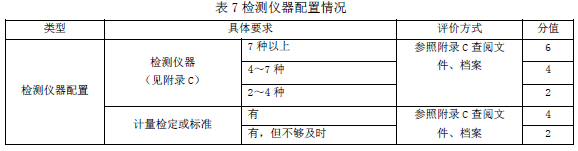 表 7 检测仪器配置情况
类型 具体要求 评价方式 分值
检测仪器配置
检测仪器
（见附录 C）
7 种以上
4～7 种
2～4 种
参照附录 C 查阅文
件、档案
6
4
2
计量检定或标准
有
有，但不够及时
参照附录 C 查阅文
件、档案
4
2